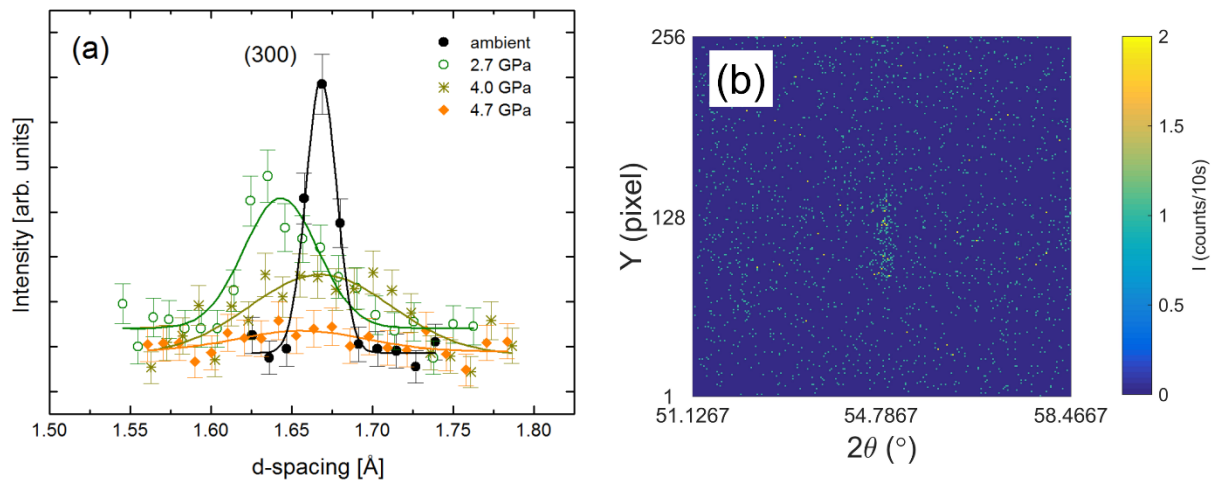 (a)
(300)
ambient
2.7 GPa
4.0 GPa
4.7 GPa
Intensity [arb. units]
1.50 1.55 1.60 1.65 1.70 1.75 1.80
d-spacing [Å]
(b)
256
128
1
Y (pixel)
51.1267 54.7867 58.4667
2θ (°)
2
1.5
1
0.5
0
I (counts/10s)